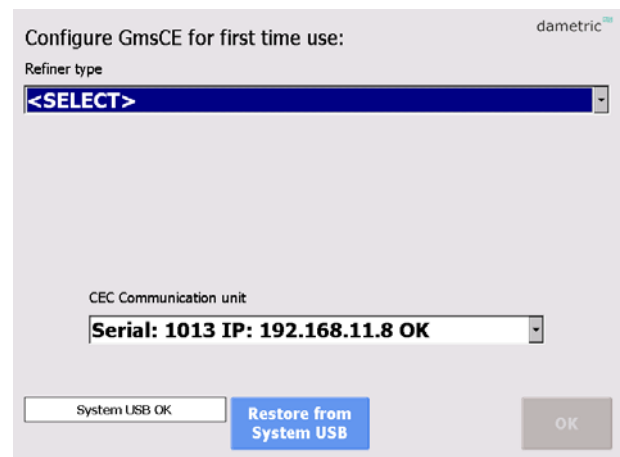 Configure GmsCE for first time use:
dametric
Refiner type
<SELECT>
CEC Communication unit
Serial: 1013 IP: 192.168.11.8 OK
System USB OK
Restore from
System USB
OK